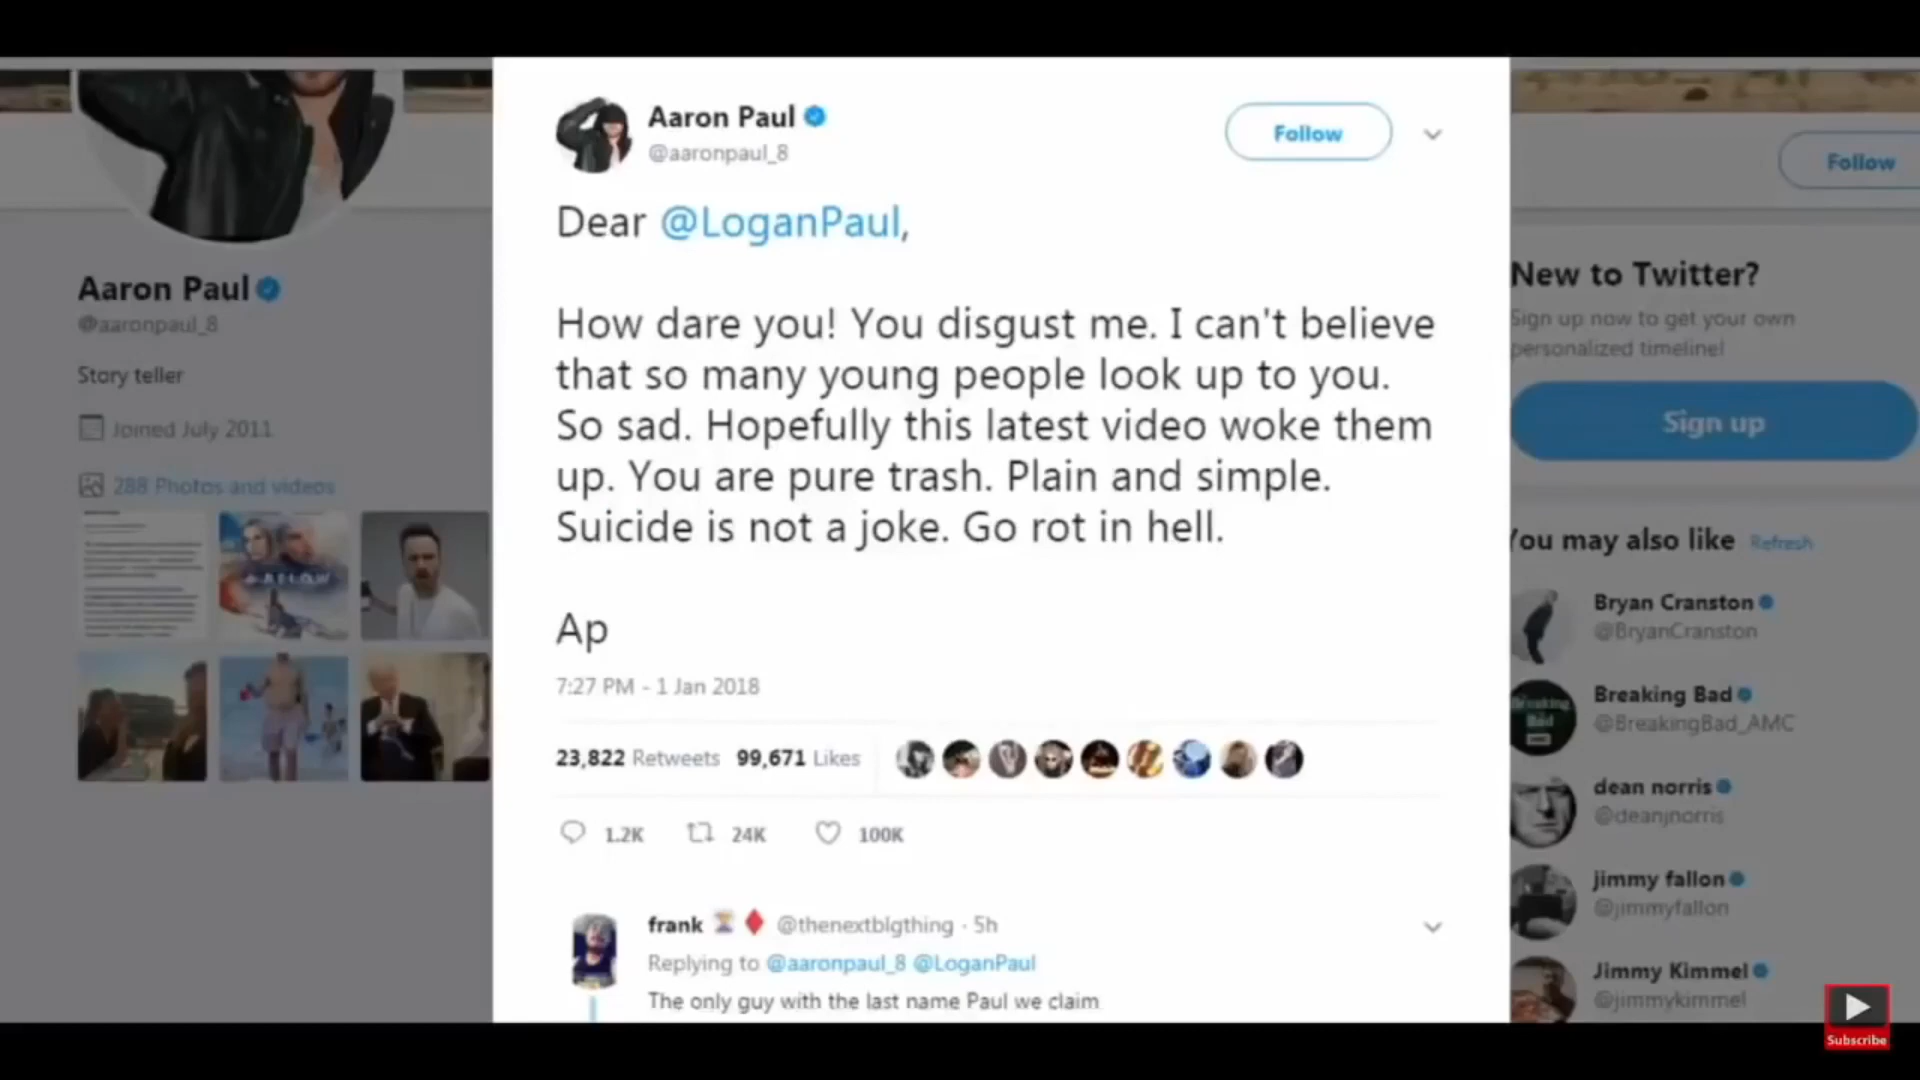 Aaron Paul
@aaronpaul_8
Story teller
Joined July 2011
288 Photos and videos
Aaron Paul
@aaronpaul_8
Follow
Dear @LoganPaul,
How dare you! You disgust me. I can't believe
that so many young people look up to you.
So sad. Hopefully this latest video woke them
up. You are pure trash. Plain and simple.
Suicide is not a joke. Go rot in hell.
Ap
7:27 PM - 1 Jan 2018
23,822 Retweets 99,671 Likes
1.2K 24K 100K
frank @thenextblgthing · 5h
Replying to @aaronpaul_8 @LoganPaul
The only guy with the last name Paul we claim
Follow
New to Twitter?
Sign up now to get your own
personalized timeline!
Sign up
You may also like Refresh
Bryan Cranston
@BryanCranston
Breaking Bad
@BreakingBad_AMC
dean norris
@deanjnorris
jimmy fallon
@jimmyfallon
Jimmy Kimmel
@jimmykimmel
Subscribe